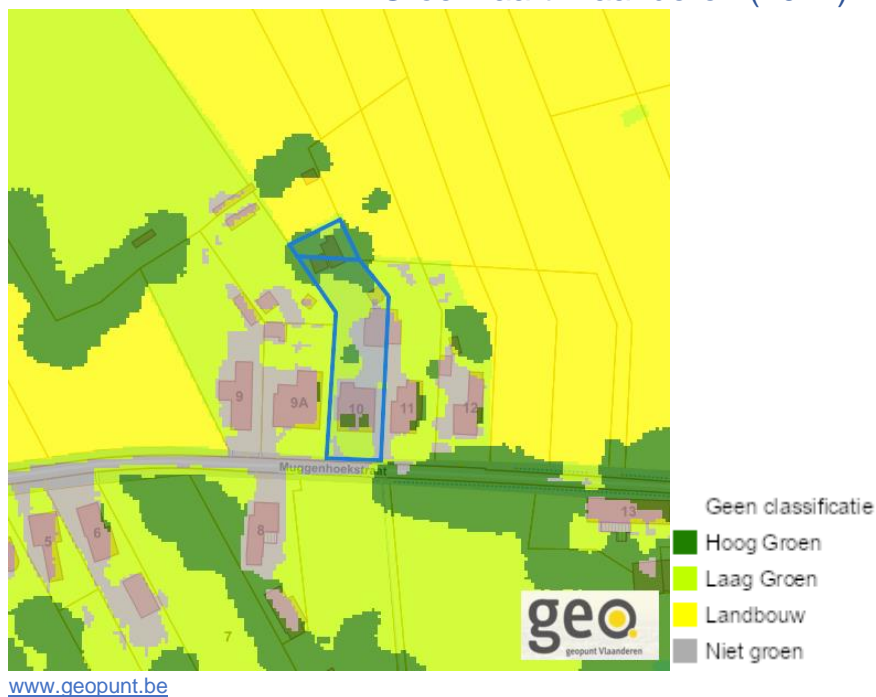 9
9A
10
11
12
Muggenhoekstraat
5
6
8
13
7
geo
geopunt Vlaanderen
Geen classificatie
Hoog Groen
Laag Groen
Landbouw
Niet groen
www.geopunt.be